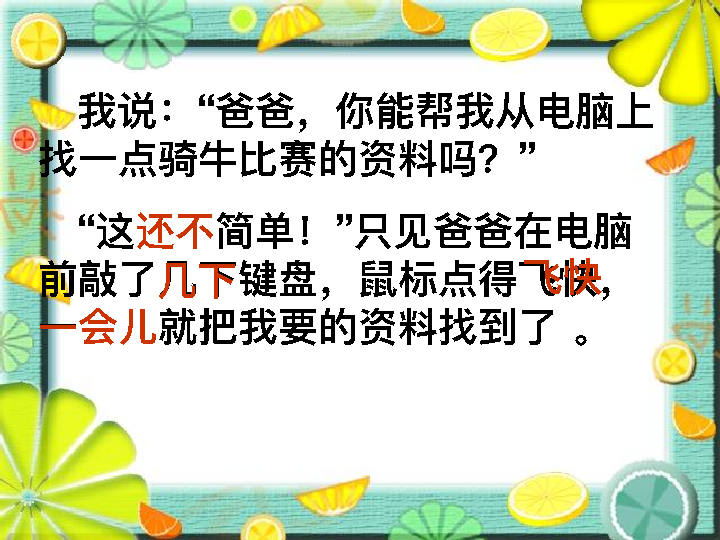 我说：“爸爸，你能帮我从电脑上
找一点骑牛比赛的资料吗？”
“这还不简单！”只见爸爸在电脑
前敲了几下键盘，鼠标点得飞快，
一会儿就把我要的资料找到了 。